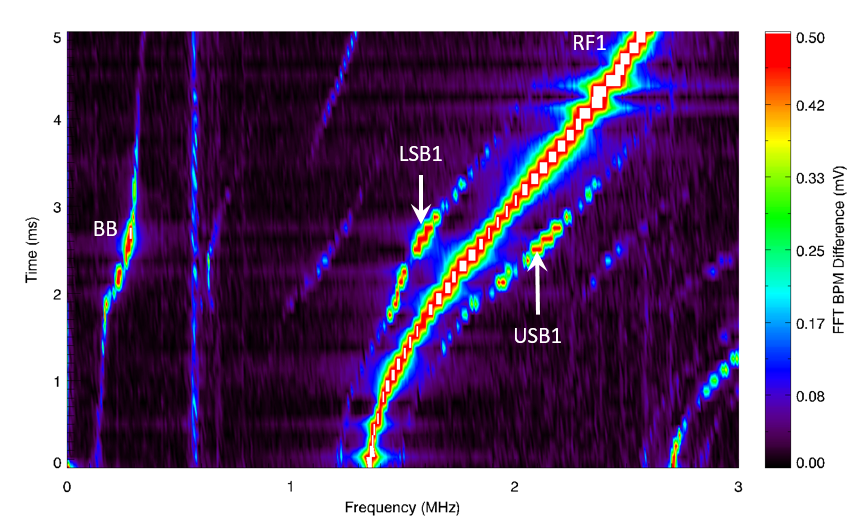 5
4
3
2
1
0
Time (ms)
0
1
2
3
Frequency (MHz)
BB
LSB1
RF1
USB1
0.50
0.42
0.33
0.25
0.17
0.08
0.00
FFT BPM Difference (mV)